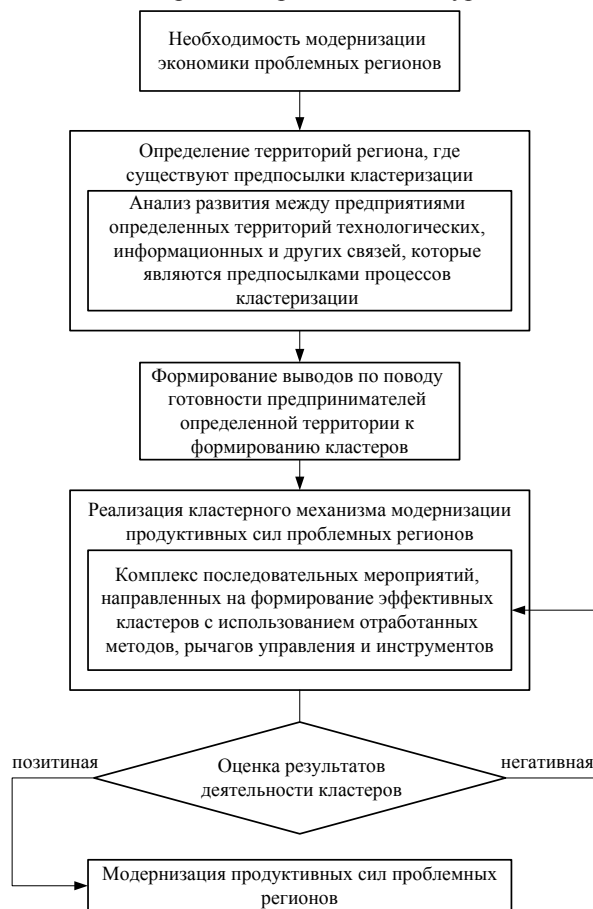 Необходимость модернизации
экономики проблемных регионов
Определение территорий региона, где
существуют предпосылки кластеризации
Анализ развития между предприятиями
определенных территорий технологических,
информационных и других связей, которые
являются предпосылками процессов
кластеризации
Формирование выводов по поводу
готовности предпринимателей
определенной территории к
формированию кластеров
Реализация кластерного механизма модернизации
продуктивных сил проблемных регионов
Комплекс последовательных мероприятий,
направленных на формирование эффективных
кластеров с использованием отработанных
методов, рычагов управления и инструментов
позитиная
Оценка результатов
деятельности кластеров
негативная
Модернизация продуктивных сил проблемных
регионов